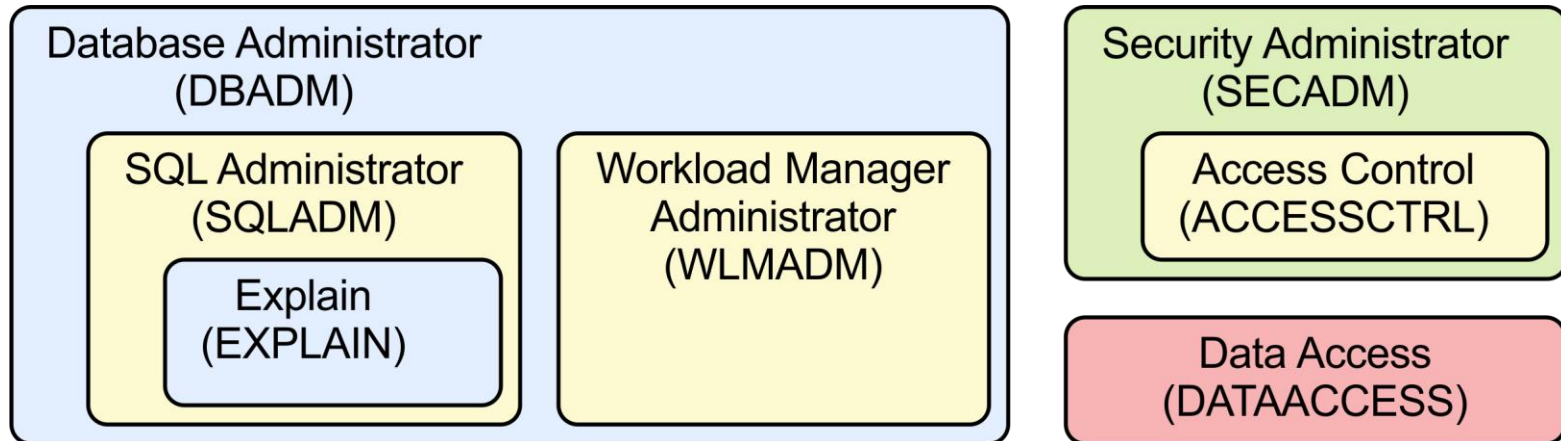 Database Administrator
(DBADM)
SQL Administrator
(SQLADM)
Explain
(EXPLAIN)
Workload Manager
Administrator
(WLMADM)
Security Administrator
(SECADM)
Access Control
(ACCESSCTRL)
Data Access
(DATAACCESS)